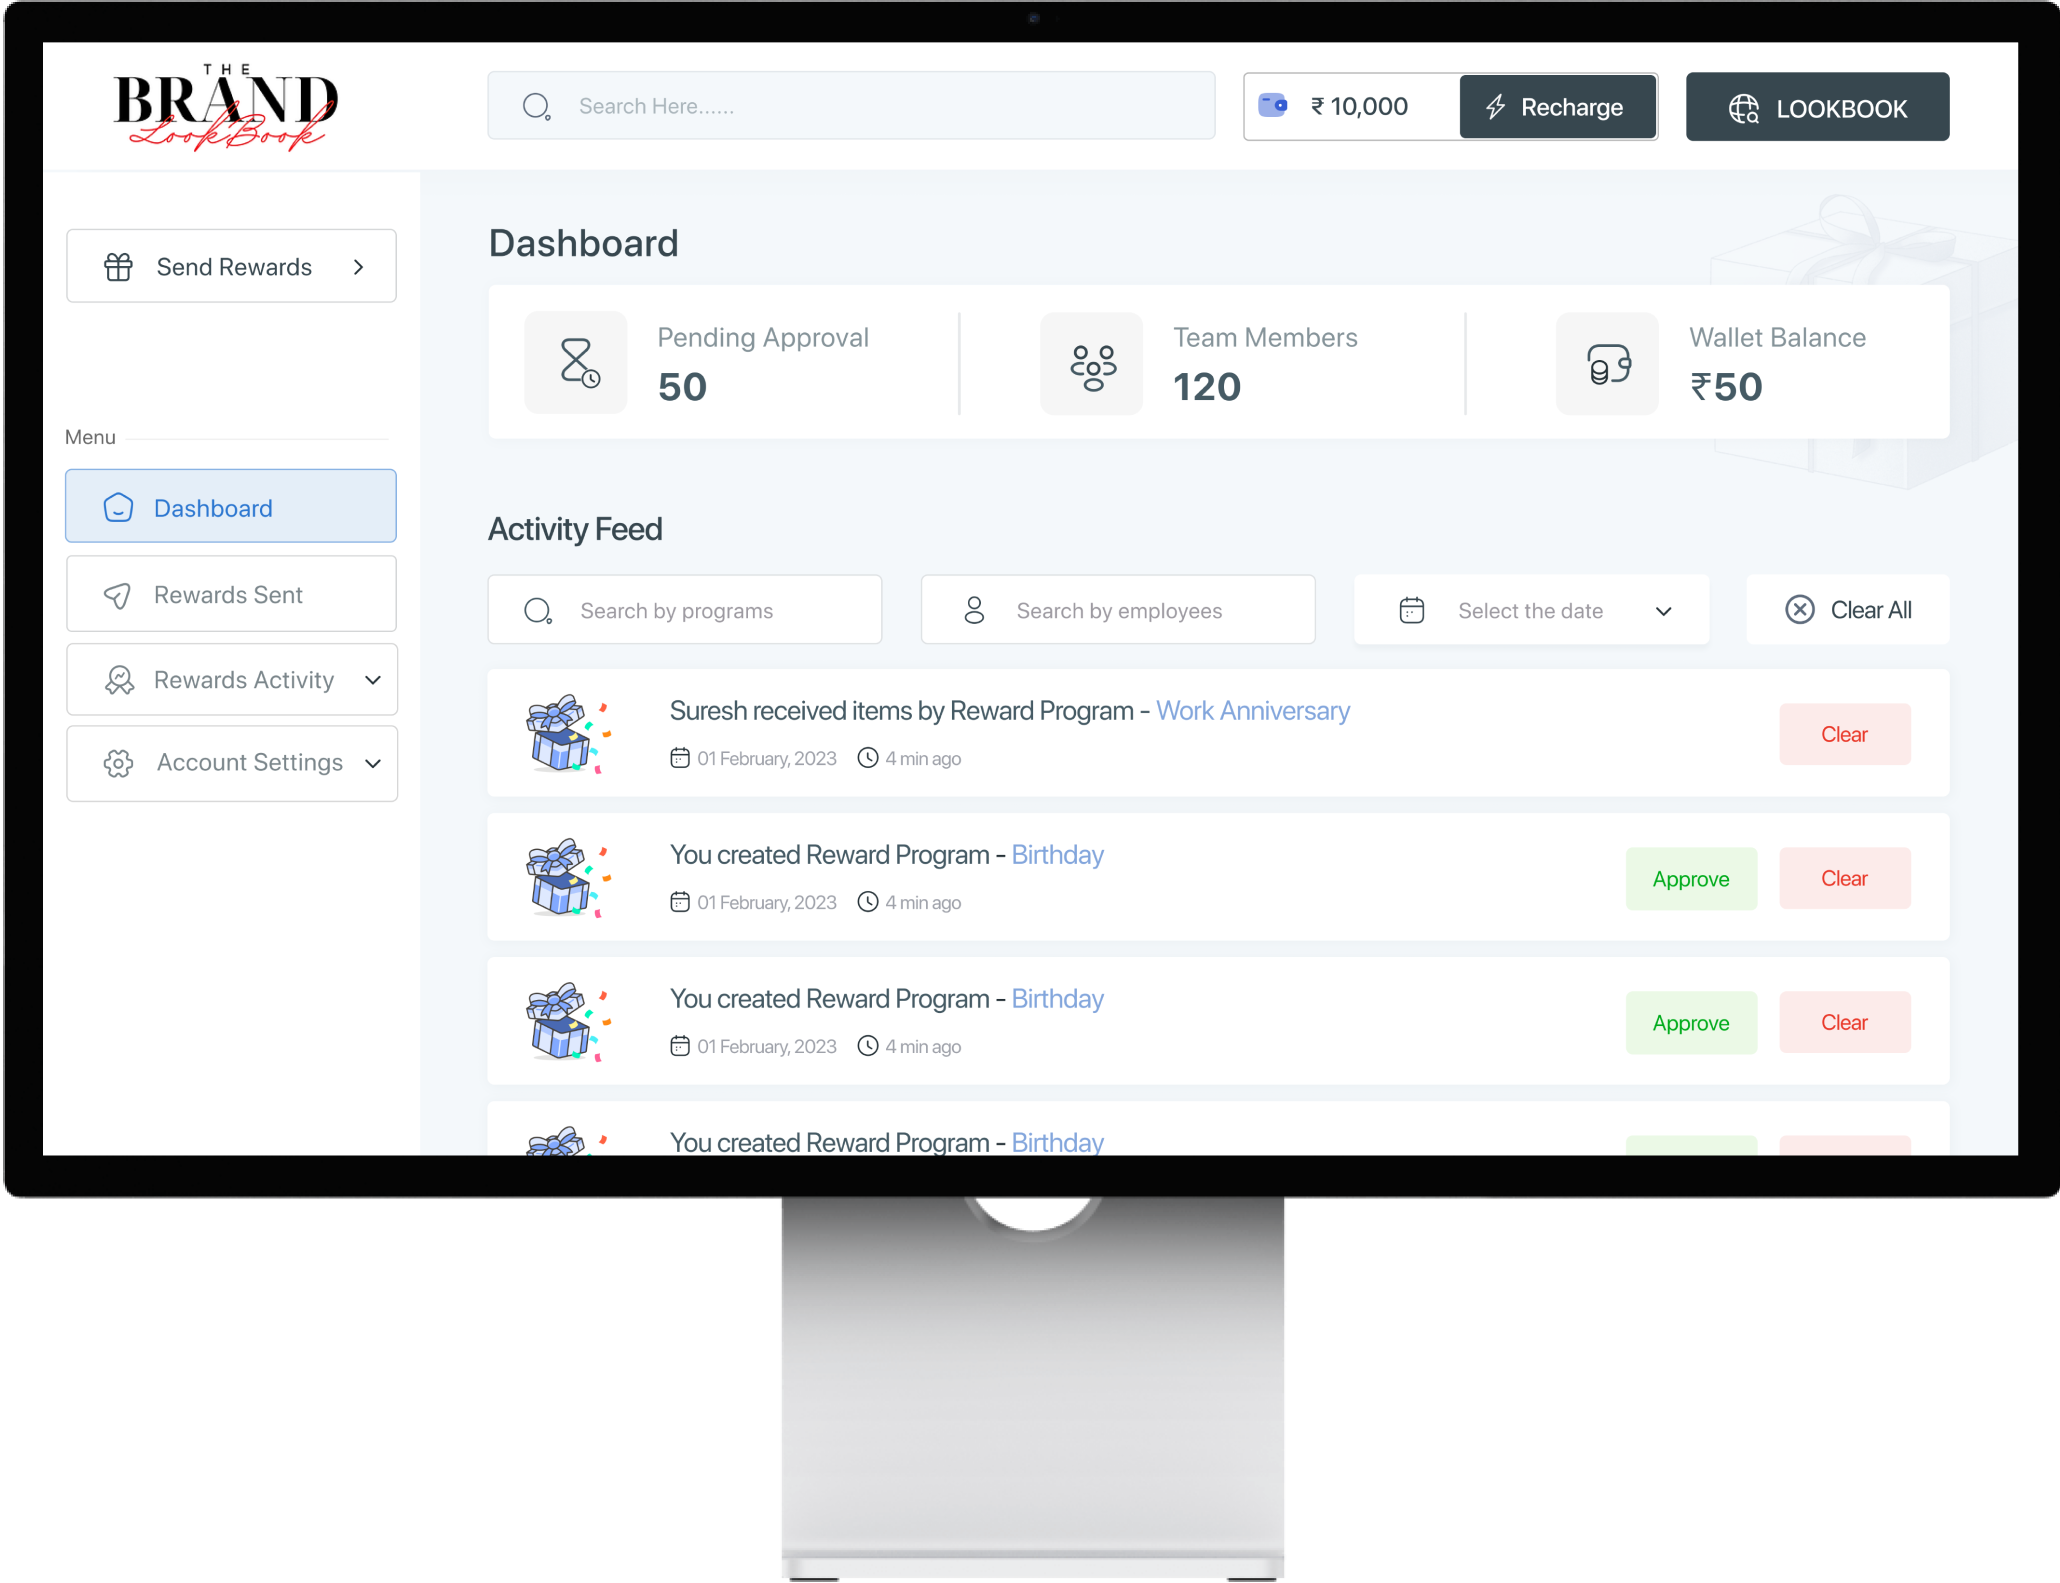 THE
BRAND
LookBook
Search Here......
₹ 10,000
Recharge
LOOKBOOK
Send Rewards
Menu
Dashboard
Rewards Sent
Rewards Activity
Account Settings
Dashboard
Pending Approval
50
Team Members
120
Wallet Balance
₹50
Activity Feed
Search by programs
Search by employees
Select the date
Clear All
Suresh received items by Reward Program - Work Anniversary
01 February, 2023 4 min ago
Clear
You created Reward Program - Birthday
01 February, 2023 4 min ago
Approve
Clear
You created Reward Program - Birthday
01 February, 2023 4 min ago
Approve
Clear
You created Reward Program - Birthday